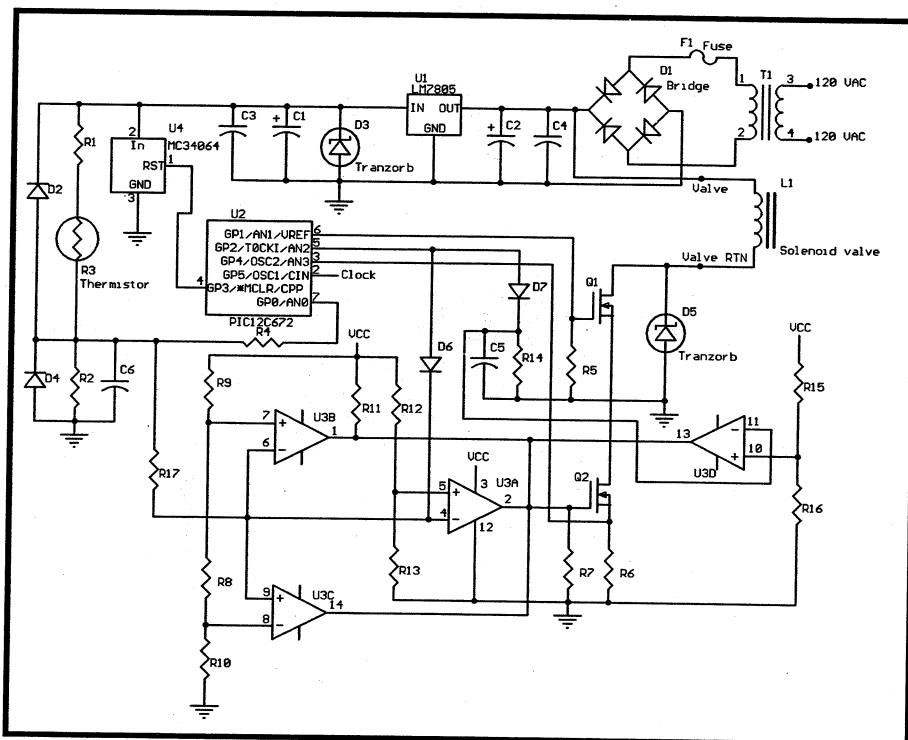 F1 Fuse
D1
Bridge
T1
1
3
120 VAC
2
4
120 VAC
U1
LM7805
IN OUT
GND
C3
+ C1
D3
Tranzorb
+ C2
C4
R1
2
U4
In
MC34064
RST
1
GND
3
D2
R3
Thermistor
Valve
L1
Solenoid valve
Valve RTN
U2
GP1/AN1/VREF
6
GP2/T0CKI/AN2
5
GP4/OSC2/AN3
3
GP5/OSC1/CIN
2
Clock
4
GP3/*MCLR/CPP
GP0/AN0
7
PIC12C672
R4
Q1
D7
D5
Tranzorb
VCC
VCC
D4
R2
C6
D6
C5
R14
R5
R15
R9
R11
R12
7
+
U3B
1
6
-
13
-
11
+
10
U3D
R17
VCC
Q2
5
+
3
U3A
2
4
-
12
R16
R8
R13
R7
R6
9
+
U3C
14
8
-
R10